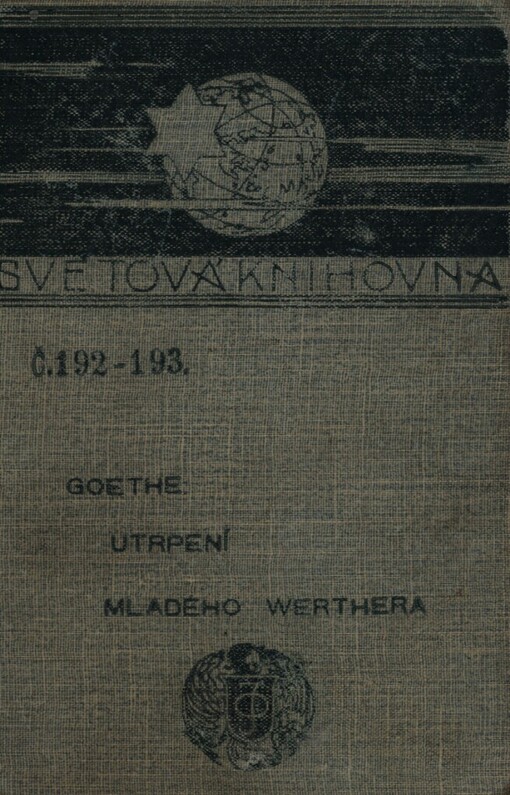 SVĚTOVÁ KNIHOVNA
Č.192-193.
GOETHE:
UTRPENÍ
MLADÉHO WERTHERA